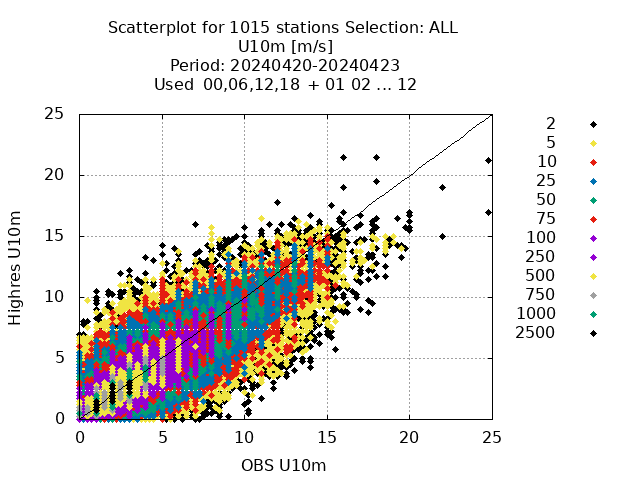 Scatterplot for 1015 stations Selection: ALL
U10m [m/s]
Period: 20240420-20240423
Used 00,06,12,18 + 01 02 ... 12
25
20
15
10
5
0
0 5 10 15 20 25
Highres U10m
OBS U10m
2
5
10
25
50
75
100
250
500
750
1000
2500